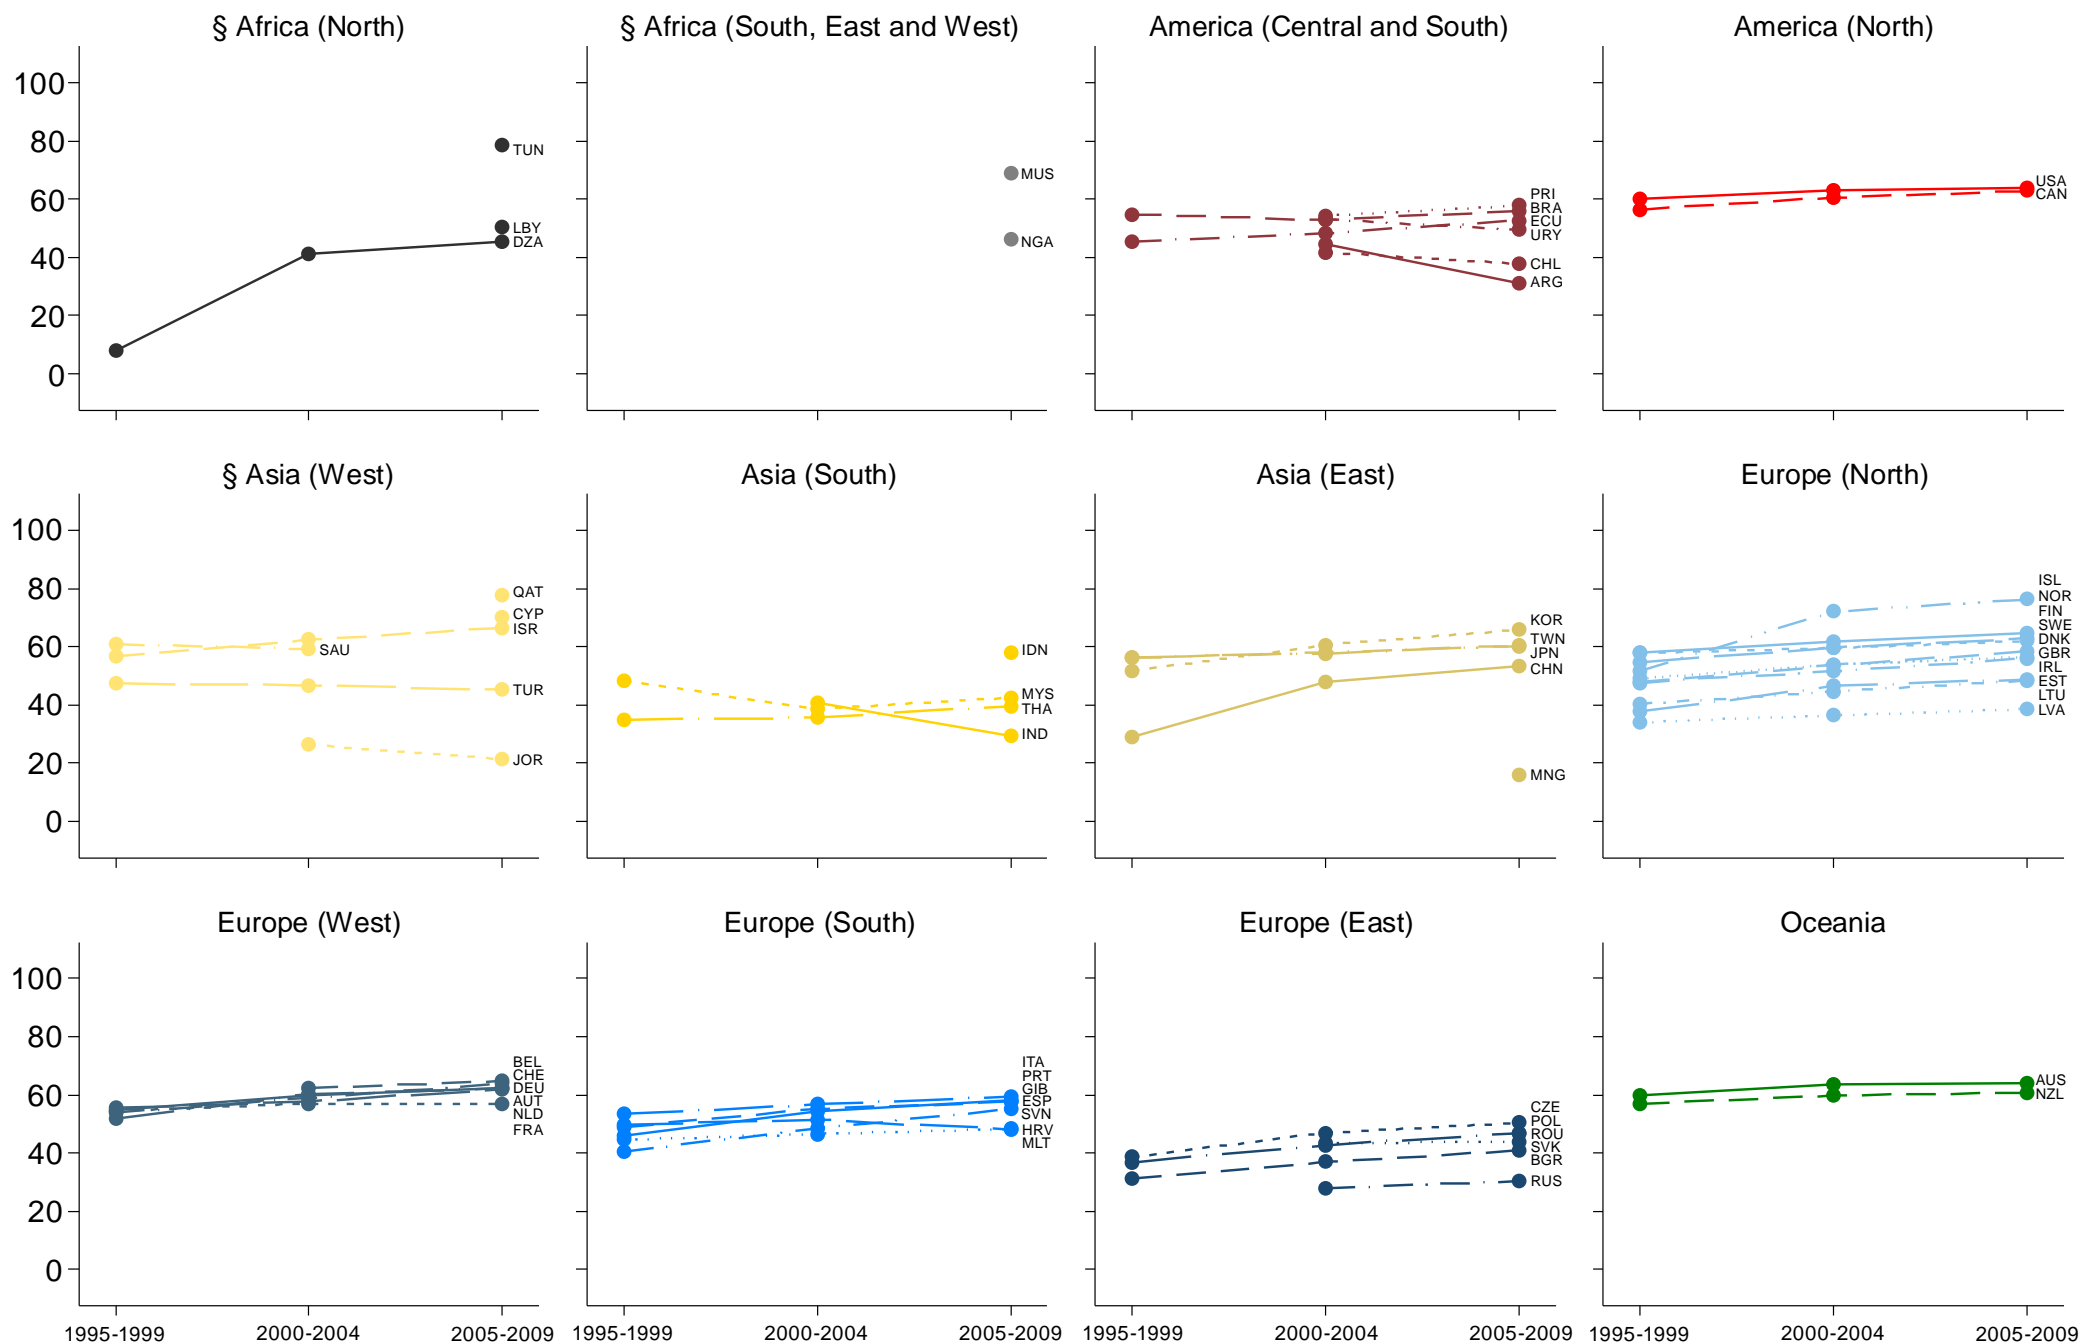 § Africa (North)
§ Africa (South, East and West)
America (Central and South)
America (North)
100
80
60
40
20
0
TUN
LBY
DZA
MUS
NGA
PRI
BRA
ECU
URY
CHL
ARG
USA
CAN
§ Asia (West)
Asia (South)
Asia (East)
Europe (North)
100
80
60
40
20
0
QAT
CYP
ISR
SAU
TUR
JOR
IDN
MYS
THA
IND
KOR
TWN
JPN
CHN
MNG
ISL
NOR
FIN
SWE
DNK
GBR
IRL
EST
LTU
LVA
Europe (West)
Europe (South)
Europe (East)
Oceania
100
80
60
40
20
0
BEL
CHE
DEU
AUT
NLD
FRA
ITA
PRT
GIB
ESP
SVN
HRV
MLT
CZE
POL
ROU
SVK
BGR
RUS
AUS
NZL
1995-1999
2000-2004
2005-2009
1995-1999
2000-2004
2005-2009
1995-1999
2000-2004
2005-2009
1995-1999
2000-2004
2005-2009